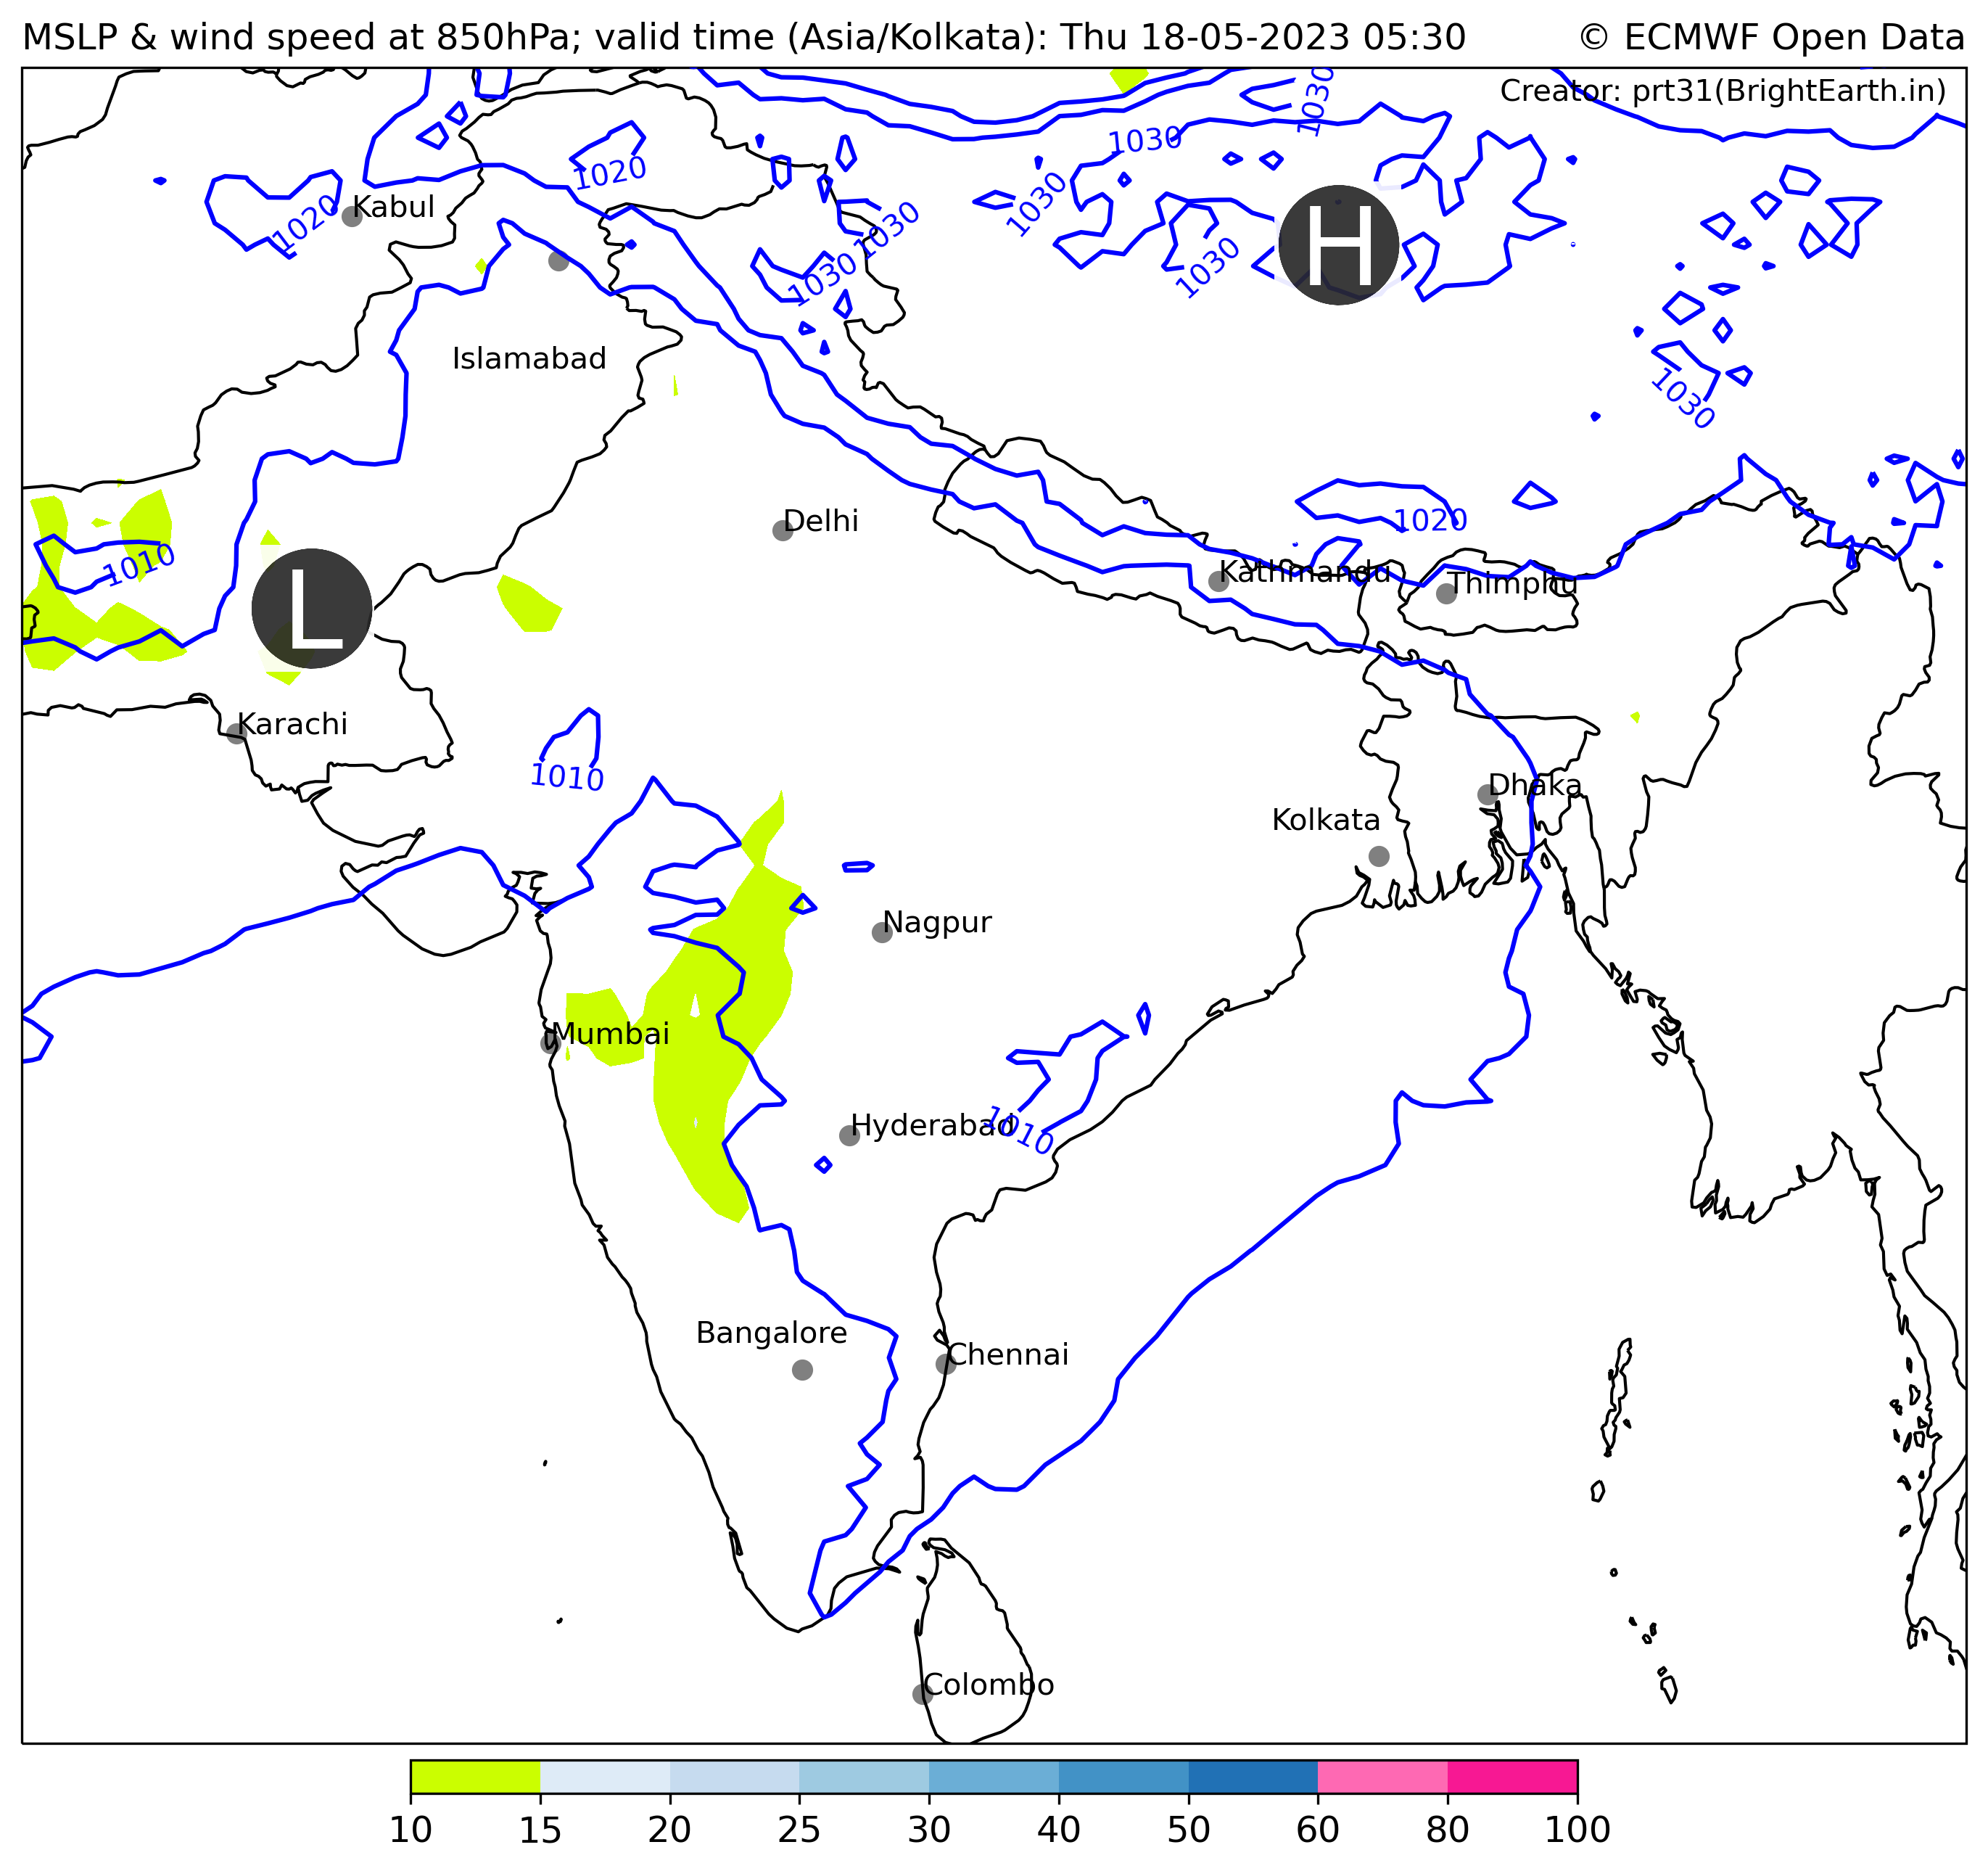 MSLP & wind speed at 850hPa; valid time (Asia/Kolkata): Thu 18-05-2023 05:30
© ECMWF Open Data
Creator: prt31(BrightEarth.in)
1030
1030
1020
1030
1020
Kabul
1030
H
1030
1030
Islamabad
1030
Delhi
1020
1010
Kathmandu
Thimphu
L
Karachi
1010
Dhaka
Kolkata
Nagpur
Mumbai
Hyderabad
1010
Bangalore
Chennai
Colombo
10 15 20 25 30 40 50 60 80 100